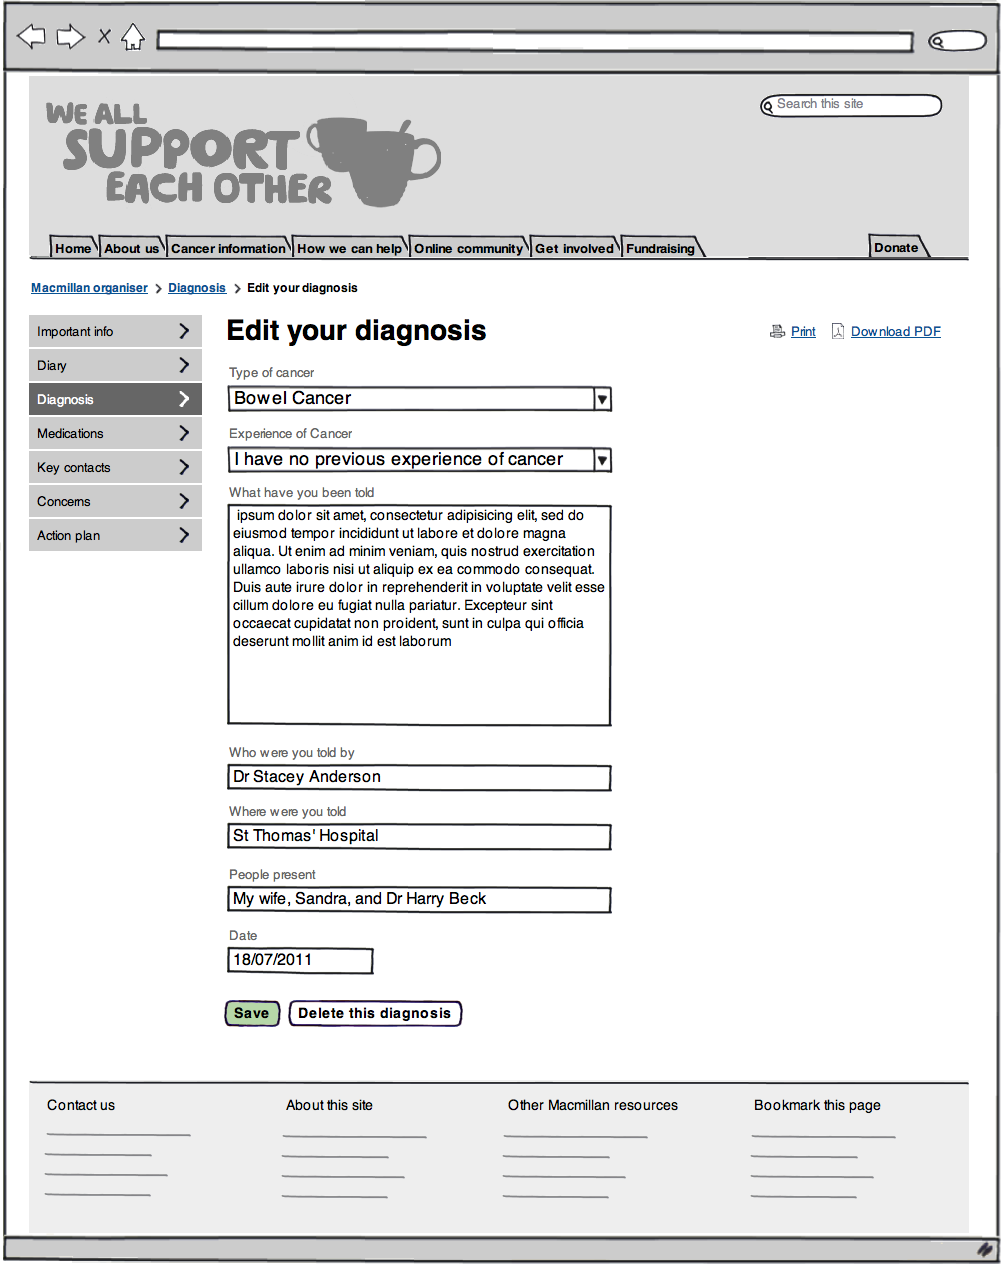 WE ALL
SUPPORT
EACH OTHER
Search this site
Home About us Cancer information How we can help Online community Get involved Fundraising Donate
Macmillan organiser > Diagnosis > Edit your diagnosis
Important info
Diary
Diagnosis
Medications
Key contacts
Concerns
Action plan
Edit your diagnosis
Print Download PDF
Type of cancer
Bowel Cancer
Experience of Cancer
I have no previous experience of cancer
What have you been told
ipsum dolor sit amet, consectetur adipisicing elit, sed do
eiusmod tempor incididunt ut labore et dolore magna
aliqua. Ut enim ad minim veniam, quis nostrud exercitation
ullamco laboris nisi ut aliquip ex ea commodo consequat.
Duis aute irure dolor in reprehenderit in voluptate velit esse
cillum dolore eu fugiat nulla pariatur. Excepteur sint
occaecat cupidatat non proident, sunt in culpa qui officia
deserunt mollit anim id est laborum
Who were you told by
Dr Stacey Anderson
Where were you told
St Thomas' Hospital
People present
My wife, Sandra, and Dr Harry Beck
Date
18/07/2011
Save Delete this diagnosis
Contact us About this site Other Macmillan resources Bookmark this page